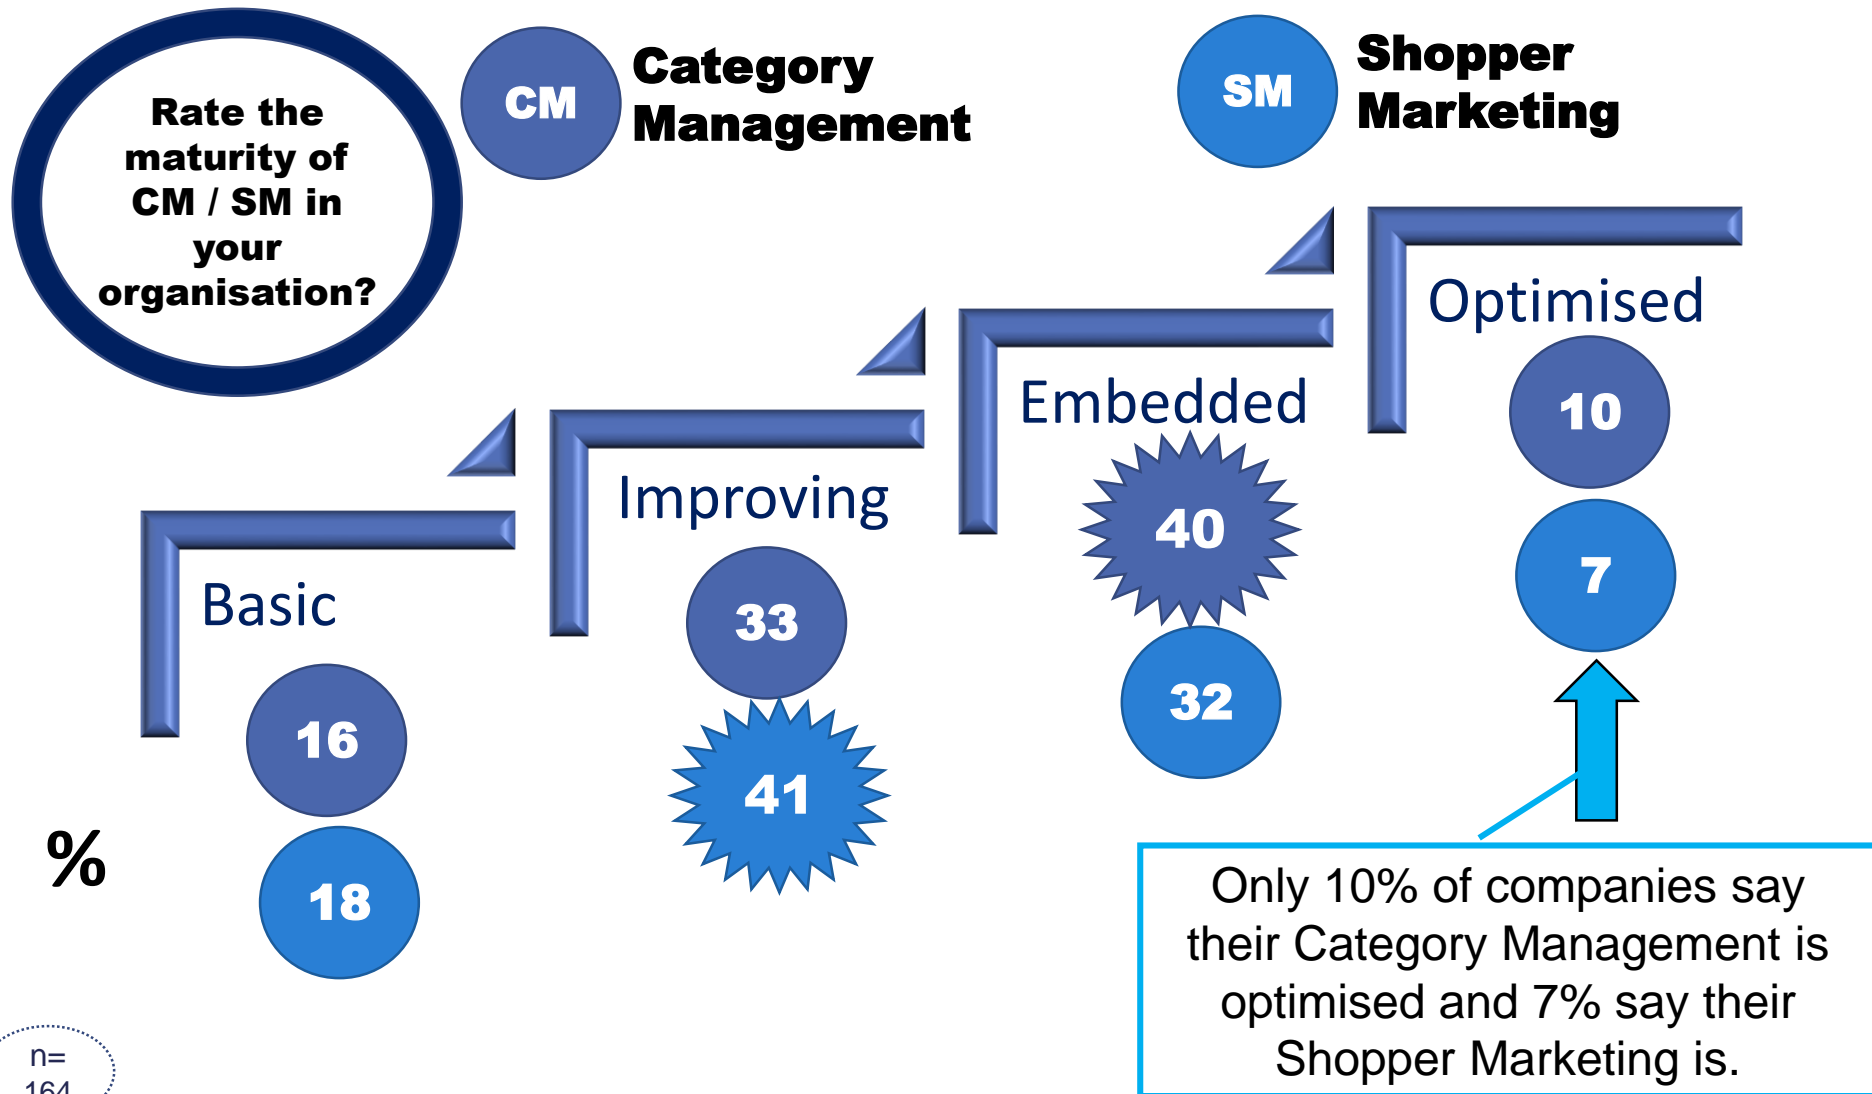 Rate the
maturity of
CM / SM in
your
organisation?
CM
Category
Management
SM
Shopper
Marketing
Optimised
10
7
Embedded
40
32
Improving
33
41
Basic
16
18
%
Only 10% of companies say
their Category Management is
optimised and 7% say their
Shopper Marketing is.
n=
164